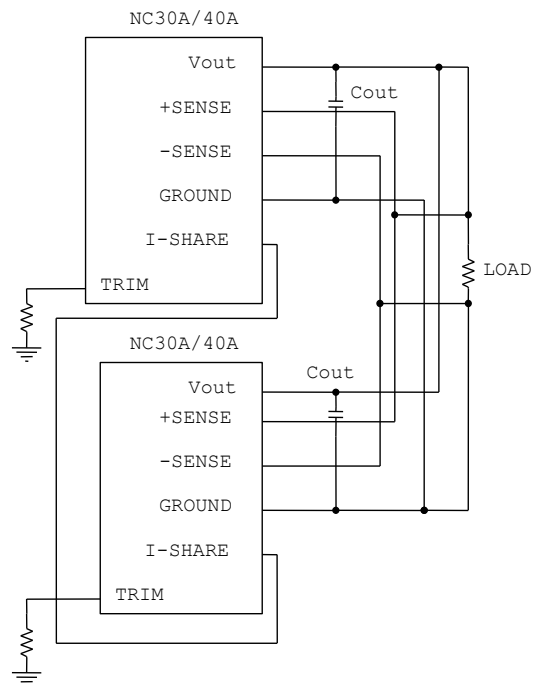 NC30A/40A
Vout
Cout
+SENSE
-SENSE
GROUND
I-SHARE
LOAD
TRIM
NC30A/40A
Cout
Vout
+SENSE
-SENSE
GROUND
I-SHARE
TRIM